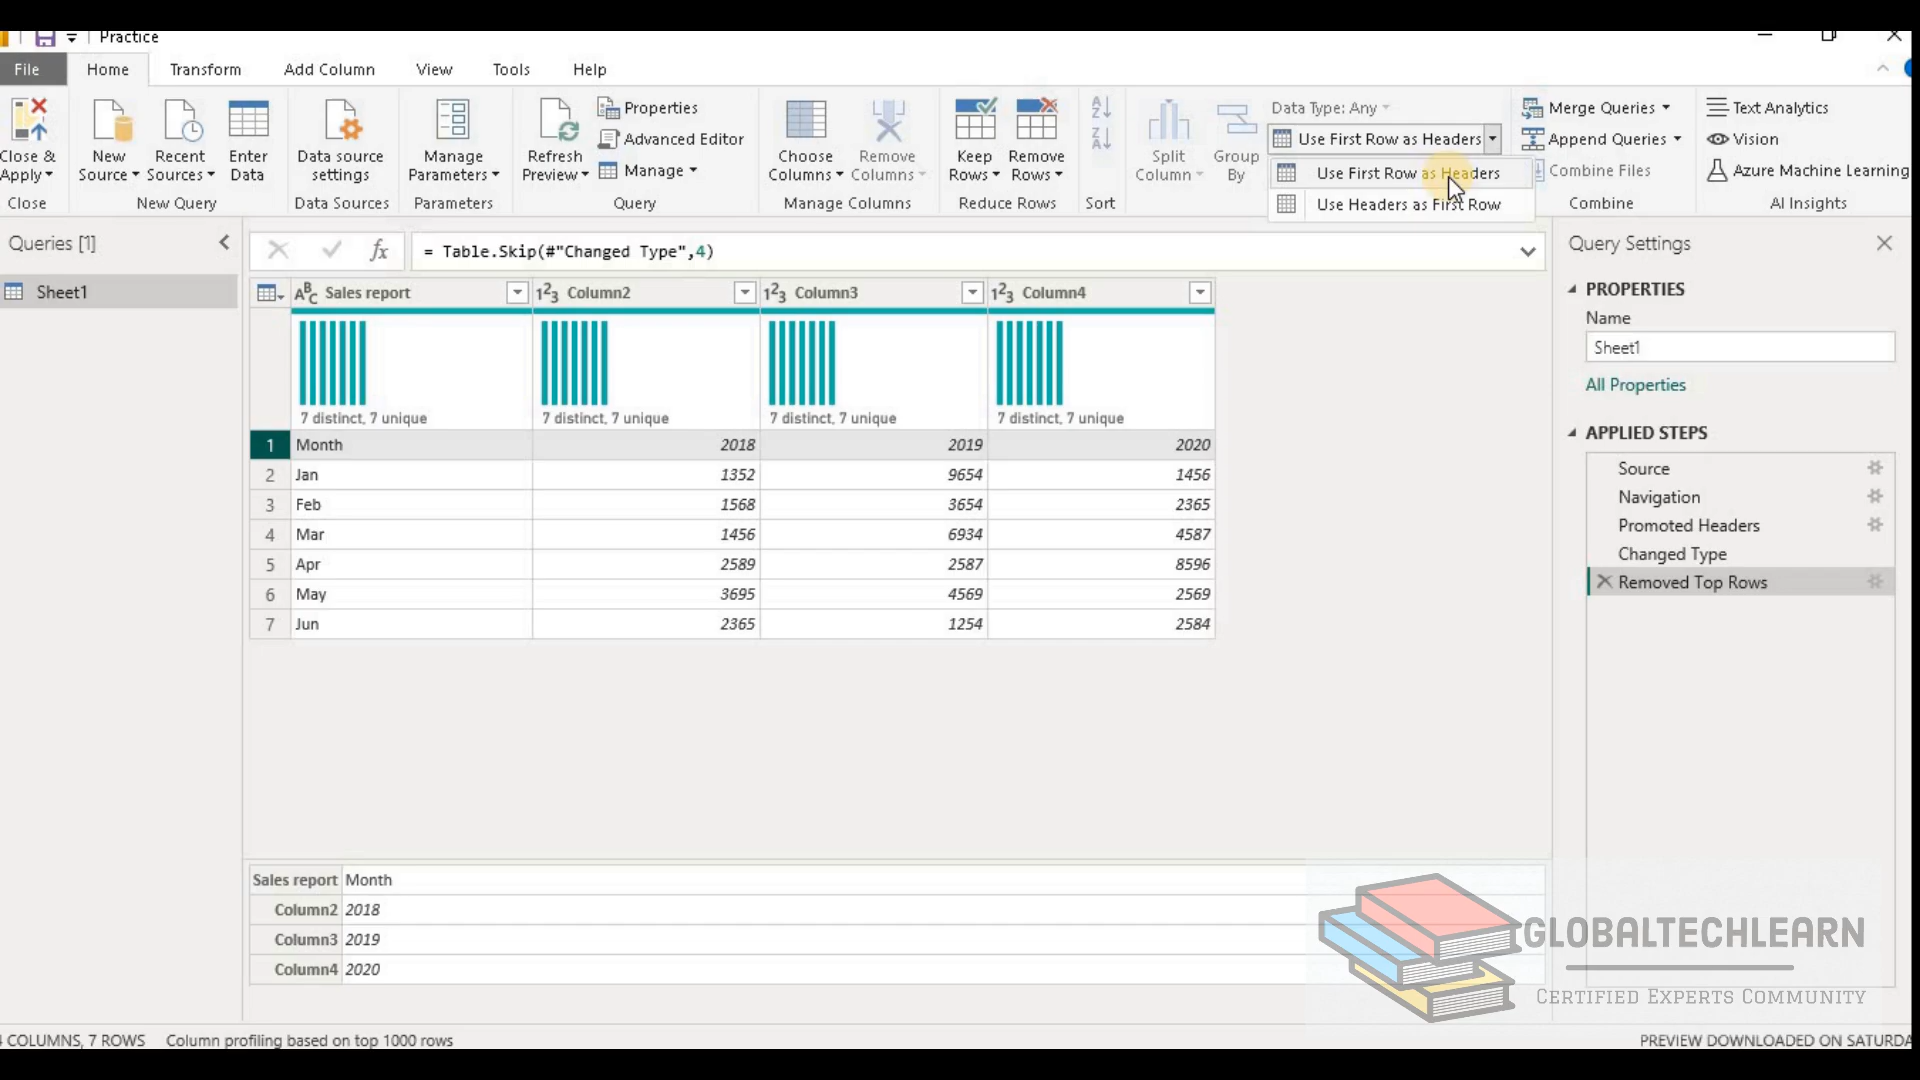 Practice
File Home Transform Add Column View Tools Help
Close & Apply
New Source
Recent Sources
Enter Data
Data source settings
Manage Parameters
Refresh Preview
Properties
Advanced Editor
Manage
Choose Columns
Remove Columns
Keep Rows
Remove Rows
Split Column
Group By
Data Type: Any
Use First Row as Headers
Use First Row as Headers
Use Headers as First Row
Merge Queries
Append Queries
Combine Files
Text Analytics
Vision
Azure Machine Learning
Close New Query Data Sources Parameters Query Manage Columns Reduce Rows Sort Combine AI Insights
Queries [1]
Sheet1
fx = Table.Skip(#"Changed Type",4)
ABC Sales report 123 Column2 123 Column3 123 Column4
7 distinct, 7 unique 7 distinct, 7 unique 7 distinct, 7 unique 7 distinct, 7 unique
1 Month 2018 2019 2020
2 Jan 1352 9654 1456
3 Feb 1568 3654 2365
4 Mar 1456 6934 4587
5 Apr 2589 2587 8596
6 May 3695 4569 2569
7 Jun 2365 1254 2584
Sales report Month
Column2 2018
Column3 2019
Column4 2020
Query Settings
PROPERTIES
Name
Sheet1
All Properties
APPLIED STEPS
Source
Navigation
Promoted Headers
Changed Type
Removed Top Rows
GLOBALTECHLEARN
CERTIFIED EXPERTS COMMUNITY
COLUMNS, 7 ROWS Column profiling based on top 1000 rows
PREVIEW DOWNLOADED ON SATURDA